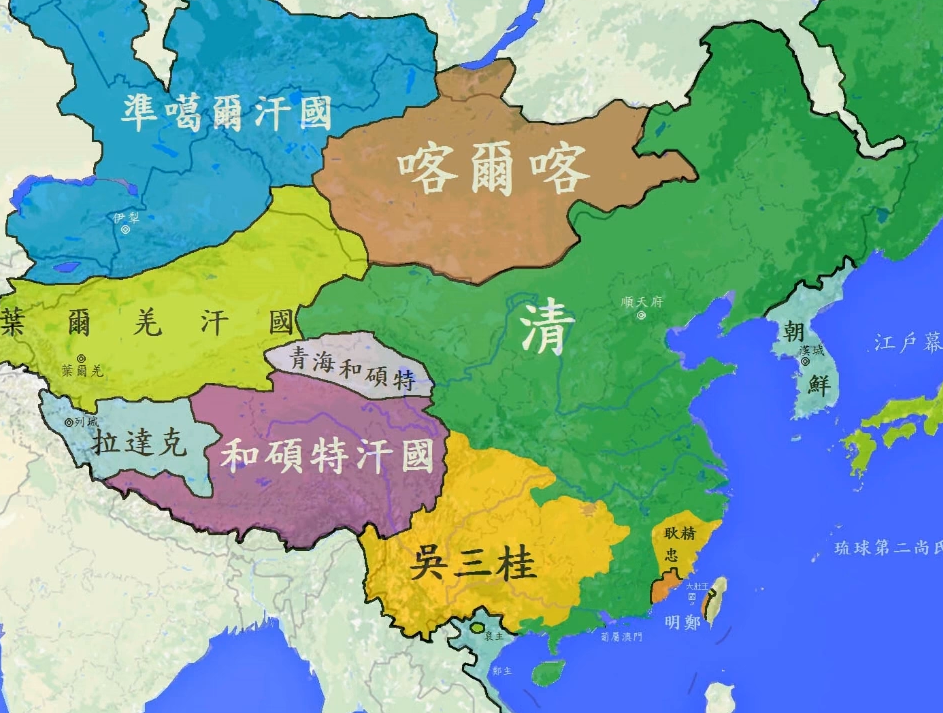 準噶爾汗國
喀爾喀
伊犁
葉爾羌汗國
清
順天府
葉爾羌
青海和碩特
朝鮮
漢城
江戶幕
列城
拉達克
和碩特汗國
吳三桂
耿精
忠
琉球第二尚氏
大肚王
國
明鄭
葡屬澳門
鄭主